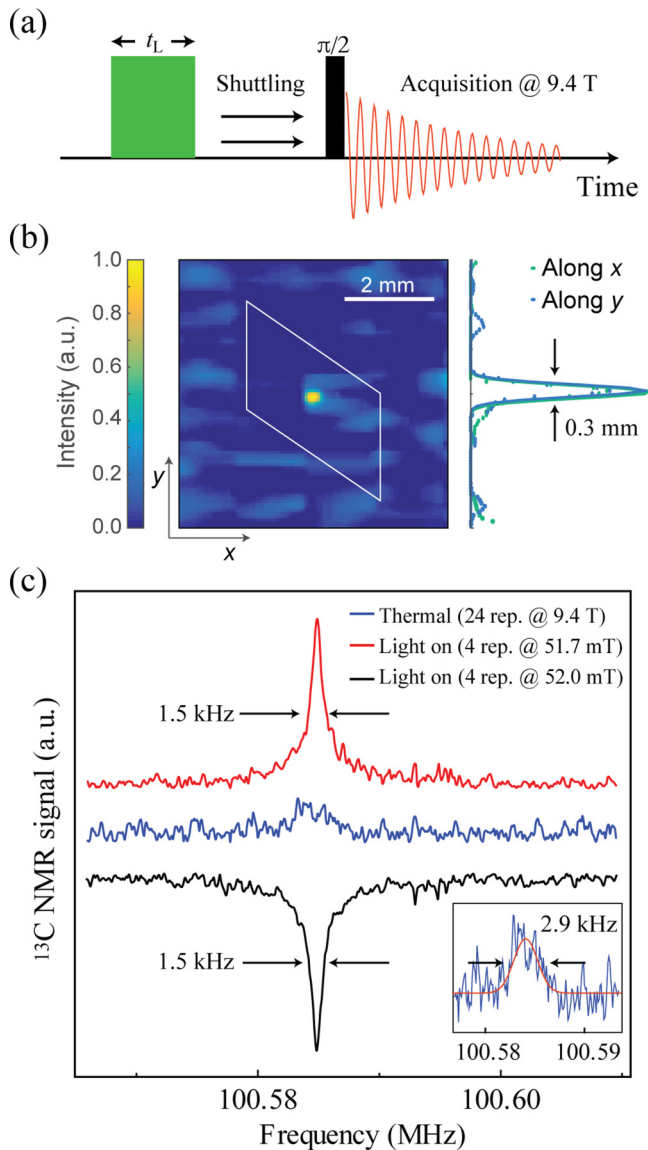 (a)
t_L
Shuttling
π/2
Acquisition @ 9.4 T
Time
(b)
Intensity (a.u.)
1.0
0.8
0.6
0.4
0.2
0.0
2 mm
y
x
Along x
Along y
0.3 mm
(c)
Thermal (24 rep. @ 9.4 T)
Light on (4 rep. @ 51.7 mT)
Light on (4 rep. @ 52.0 mT)
1.5 kHz
1.5 kHz
2.9 kHz
100.58 100.59
¹³C NMR signal (a.u.)
100.58 100.60
Frequency (MHz)